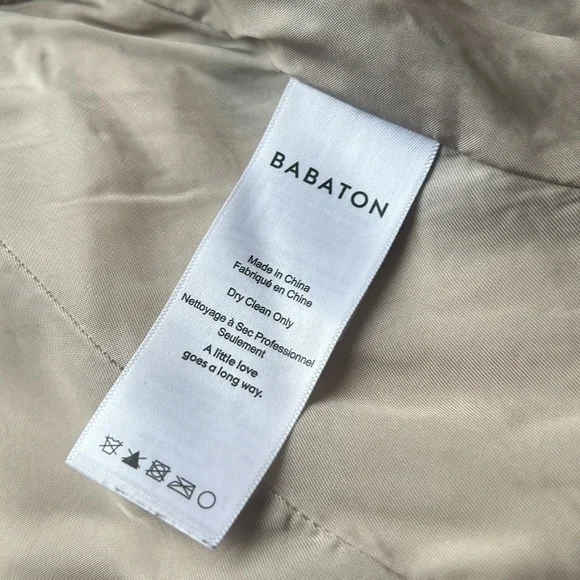 BABATON
Made in China
Fabriqué en Chine
Dry Clean Only
Nettoyage à Sec Professionnel
Seulement
A little love
goes a long way.